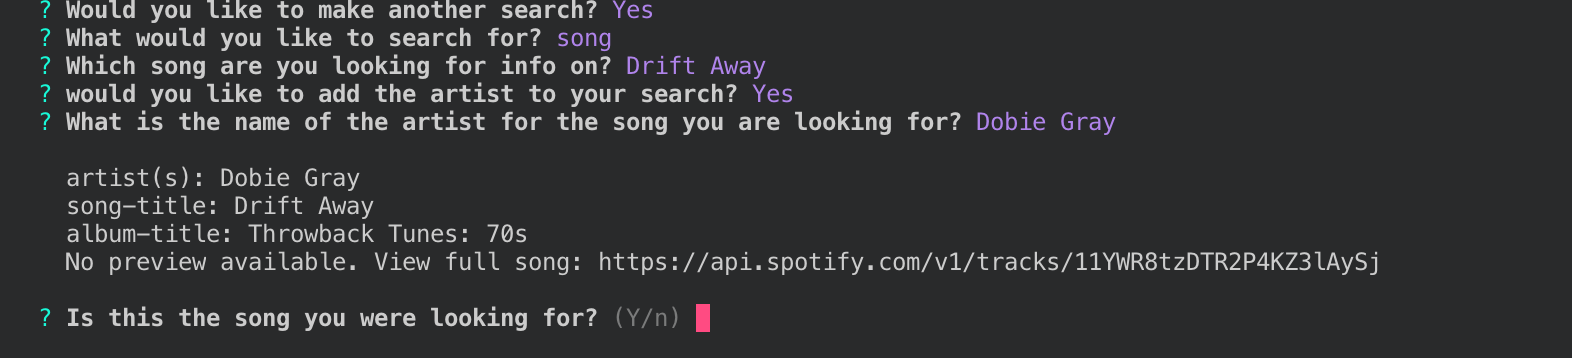 ? Would you like to make another search? Yes
? What would you like to search for? song
? Which song are you looking for info on? Drift Away
? would you like to add the artist to your search? Yes
? What is the name of the artist for the song you are looking for? Dobie Gray
artist(s): Dobie Gray
song-title: Drift Away
album-title: Throwback Tunes: 70s
No preview available. View full song: https://api.spotify.com/v1/tracks/11YWR8tzDTR2P4KZ3lAySj
? Is this the song you were looking for? (Y/n)